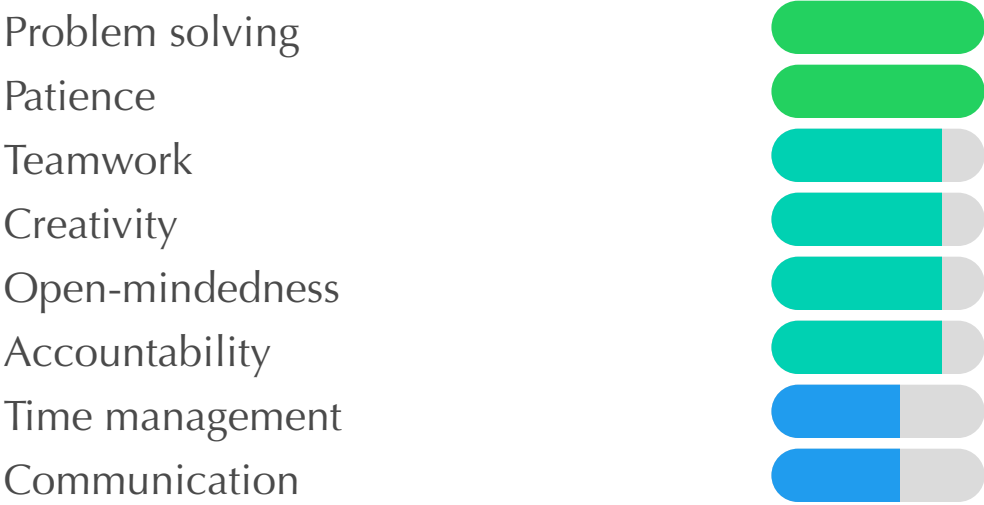 Problem solving
Patience
Teamwork
Creativity
Open-mindedness
Accountability
Time management
Communication